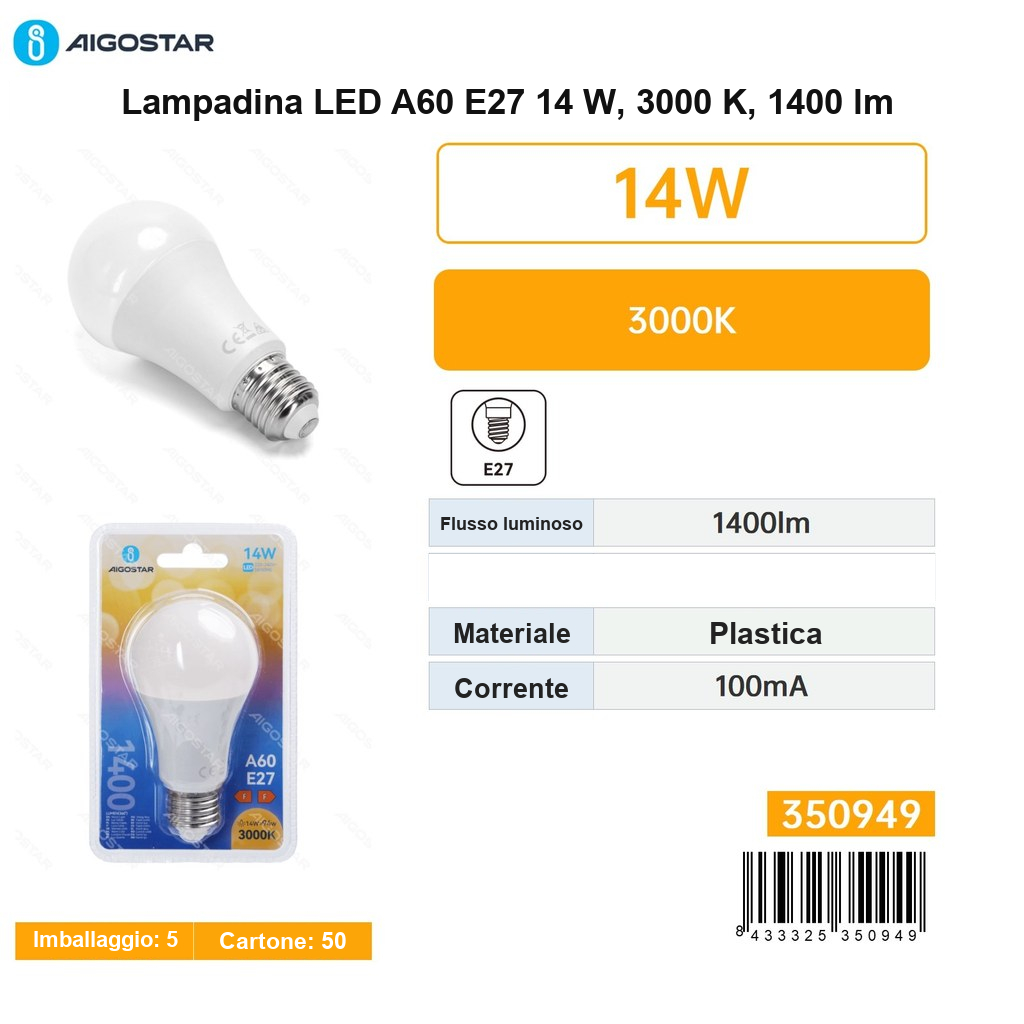 AIGOSTAR
Lampadina LED A60 E27 14 W, 3000 K, 1400 lm
14W
3000K
E27
Flusso luminoso 1400lm
Materiale Plastica
Corrente 100mA
AIGOSTAR
14W
LED
1400
A60
E27
3000K
350949
8 433325 350949
Imballaggio: 5
Cartone: 50